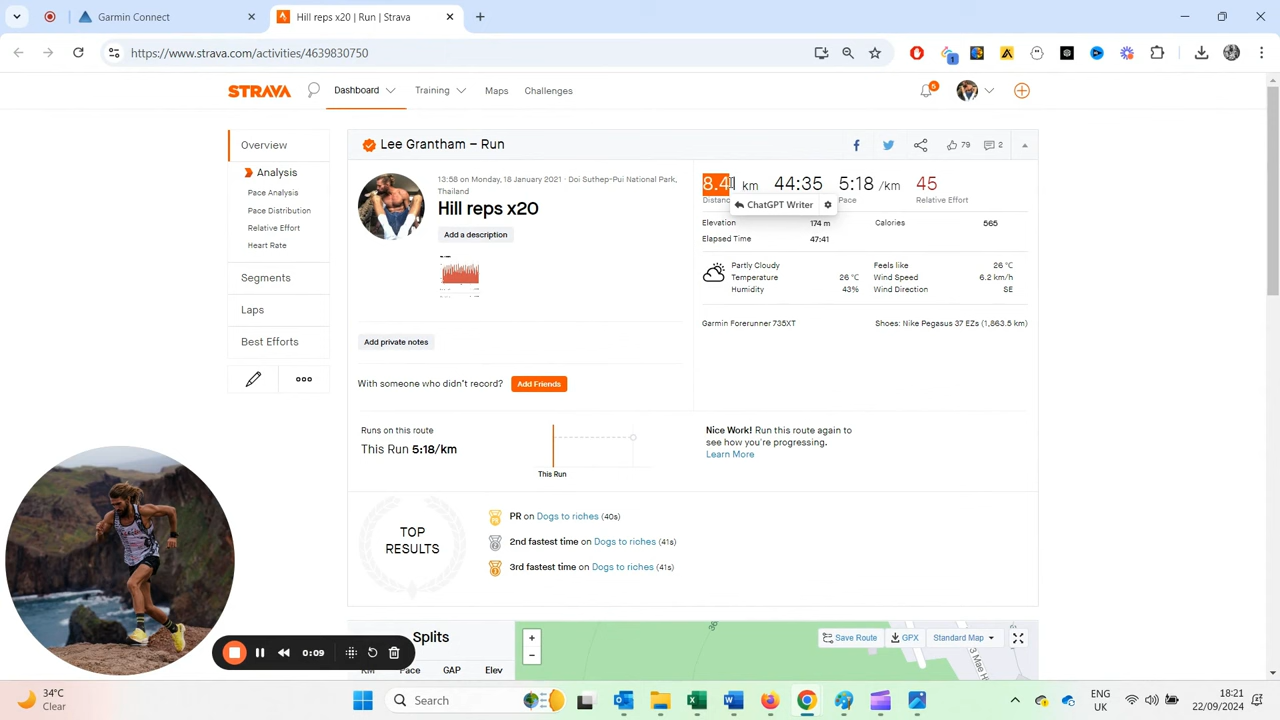 Garmin Connect
Hill reps x20 | Run | Strava
https://www.strava.com/activities/4639830750
1
STRAVA
Dashboard
Training
Maps
Challenges
6
Overview
Analysis
Pace Analysis
Pace Distribution
Relative Effort
Heart Rate
Segments
Laps
Best Efforts
Lee Grantham – Run
79
2
13:58 on Monday, 18 January 2021 · Doi Suthep-Pui National Park,
Thailand
Hill reps x20
Add a description
Add private notes
With someone who didn't record? Add Friends
8.4 km 44:35 5:18 /km 45
Distanc Pace Relative Effort
ChatGPT Writer
Elevation 174 m Calories 565
Elapsed Time 47:41
Partly Cloudy Feels like 26 °C
Temperature 26 °C Wind Speed 6.2 km/h
Humidity 43% Wind Direction SE
Garmin Forerunner 735XT Shoes: Nike Pegasus 37 EZs (1,863.5 km)
Runs on this route
This Run 5:18/km
This Run
Nice Work! Run this route again to
see how you're progressing.
Learn More
TOP
RESULTS
PR on Dogs to riches (40s)
2nd fastest time on Dogs to riches (41s)
3rd fastest time on Dogs to riches (41s)
Splits
KM Pace GAP Elev
+
−
Save Route
GPX
Standard Map
0:09
34°C
Clear
Search
ENG
UK
18:21
22/09/2024